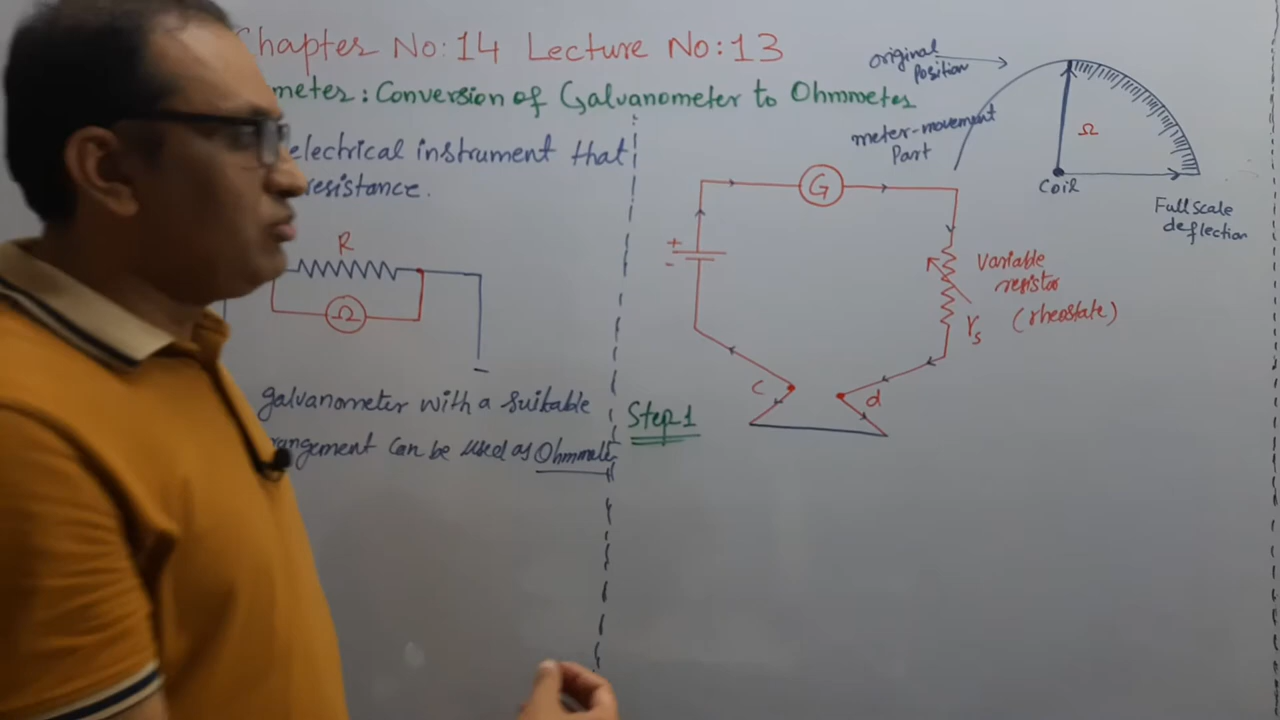 Chapter No:14 Lecture No:13
meter: Conversion of Galvanometer to Ohmmeter
electrical instrument that
resistance.
R
Ω
galvanometer with a suitable
rangement can be used as Ohmmeter
original
position
meter-movement
Part
Ω
Coil
Full scale
deflection
G
+
-
Variable
resistor
(rheostate)
rs
c
d
Step1